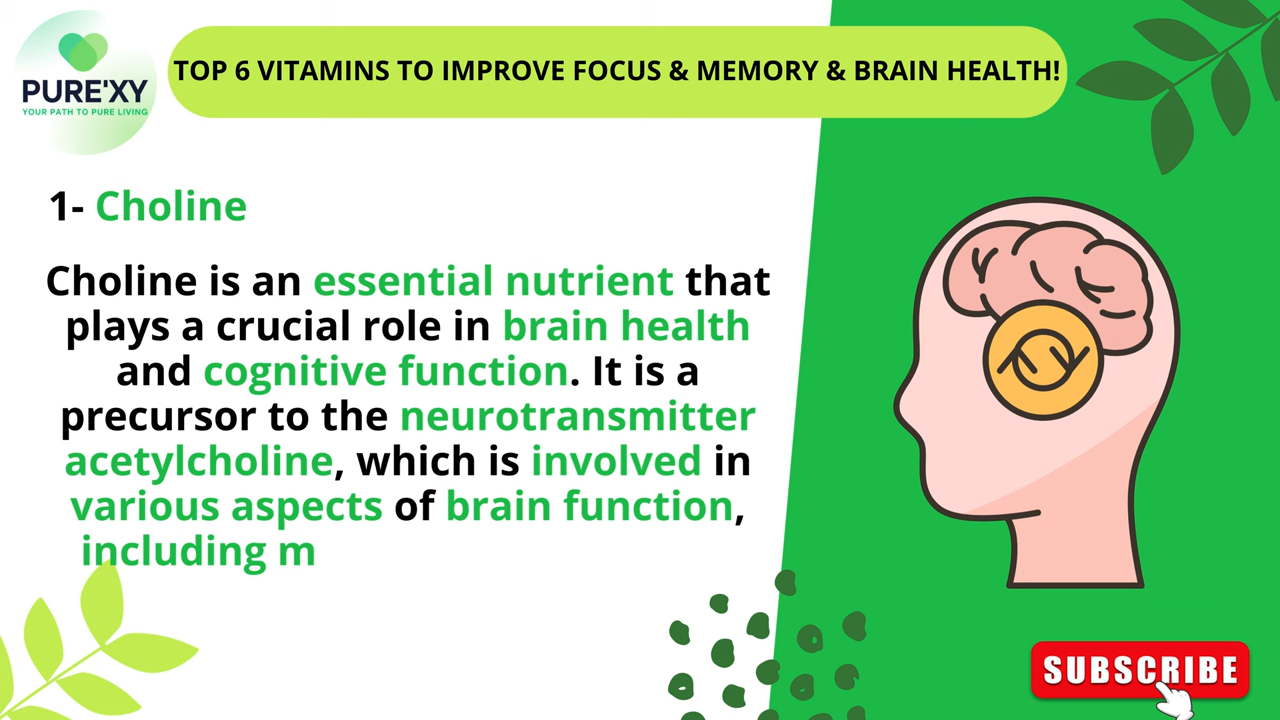 PURE'XY
YOUR PATH TO PURE LIVING
TOP 6 VITAMINS TO IMPROVE FOCUS & MEMORY & BRAIN HEALTH!
1- Choline
Choline is an essential nutrient that
plays a crucial role in brain health
and cognitive function. It is a
precursor to the neurotransmitter
acetylcholine, which is involved in
various aspects of brain function,
including m
SUBSCRIBE